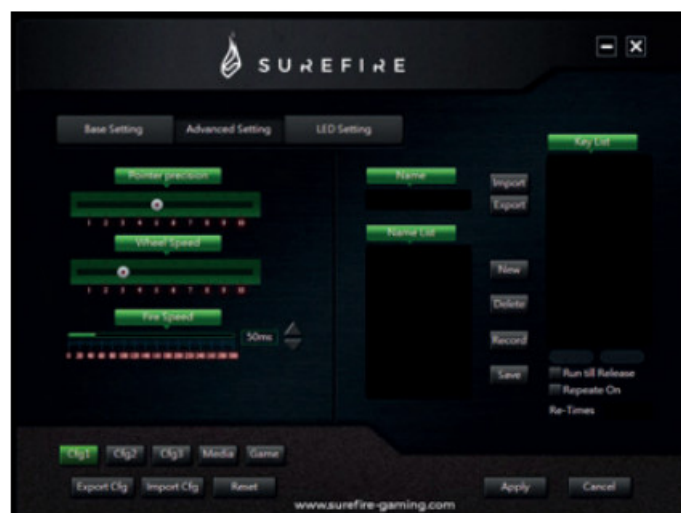 SUREFIRE
Base Setting Advanced Setting LED Setting
Key List
Pointer precision
1 2 3 4 5 6 7 8 9 10
Wheel Speed
1 2 3 4 5 6 7 8 9 10
Fire Speed
50ms
Name
Import
Export
Name List
New
Delete
Record
Save
Run till Release
Repeate On
Re-Times
Cfg1 Cfg2 Cfg3 Media Game
Export Cfg Import Cfg Reset
Apply Cancel
www.surefire-gaming.com